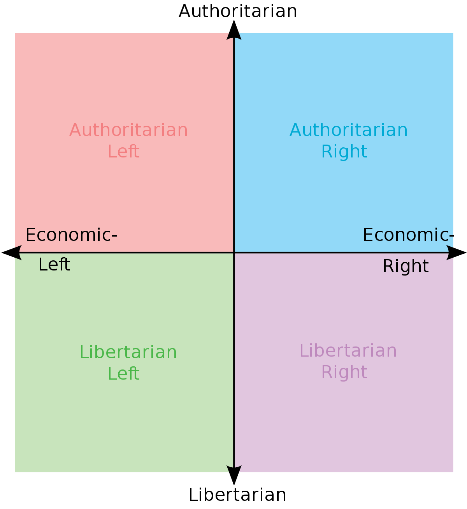 Authoritarian
Authoritarian
Left
Authoritarian
Right
Economic-
Left
Economic-
Right
Libertarian
Left
Libertarian
Right
Libertarian